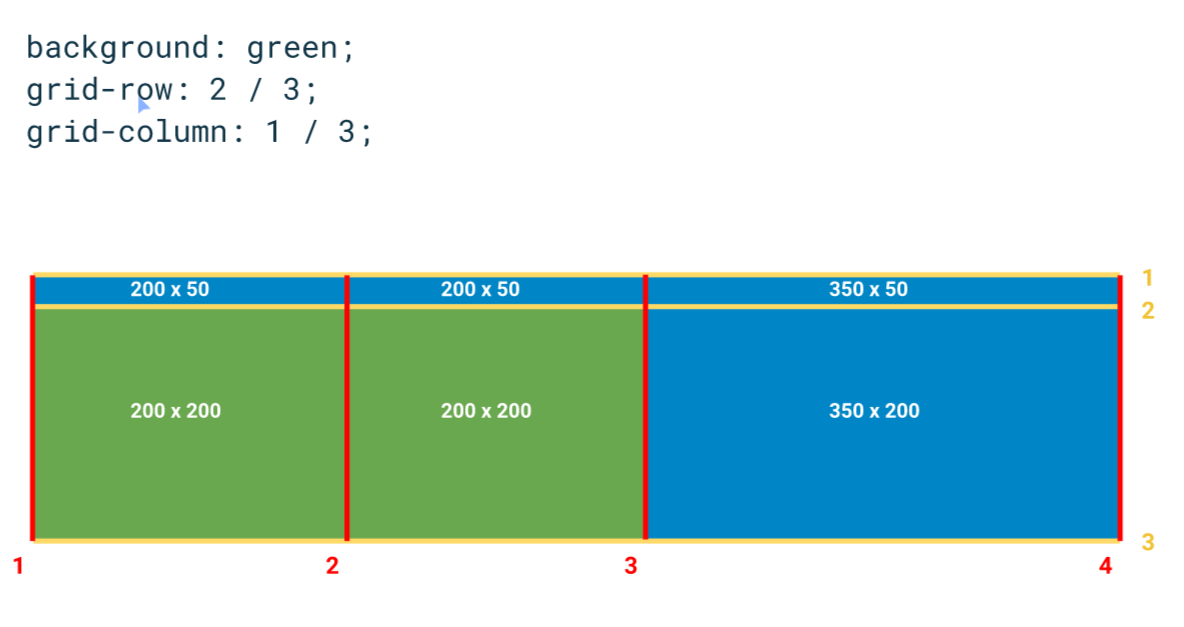 background: green;
grid-row: 2 / 3;
grid-column: 1 / 3;
200 x 50 200 x 50 350 x 50 1
2
200 x 200 200 x 200 350 x 200
3
1 2 3 4